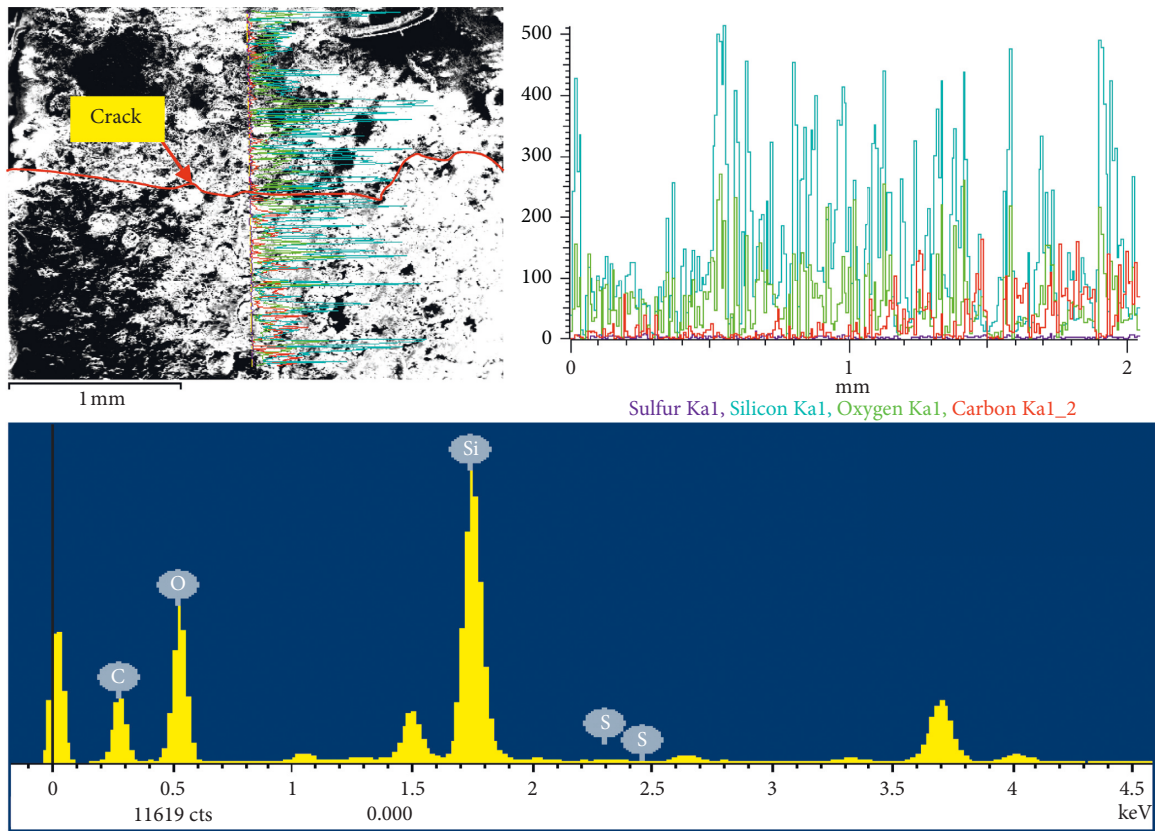 Crack
1 mm
500
400
300
200
100
0
0 1 2
mm
Sulfur Ka1, Silicon Ka1, Oxygen Ka1, Carbon Ka1_2
Si
O
C
S
S
0 0.5 1 1.5 2 2.5 3 3.5 4 4.5
11619 cts 0.000 keV